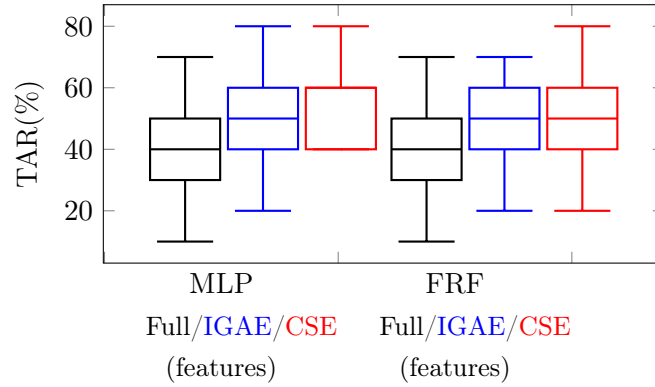 80
60
40
20
TAR(%)
MLP FRF
Full/IGAE/CSE Full/IGAE/CSE
(features) (features)